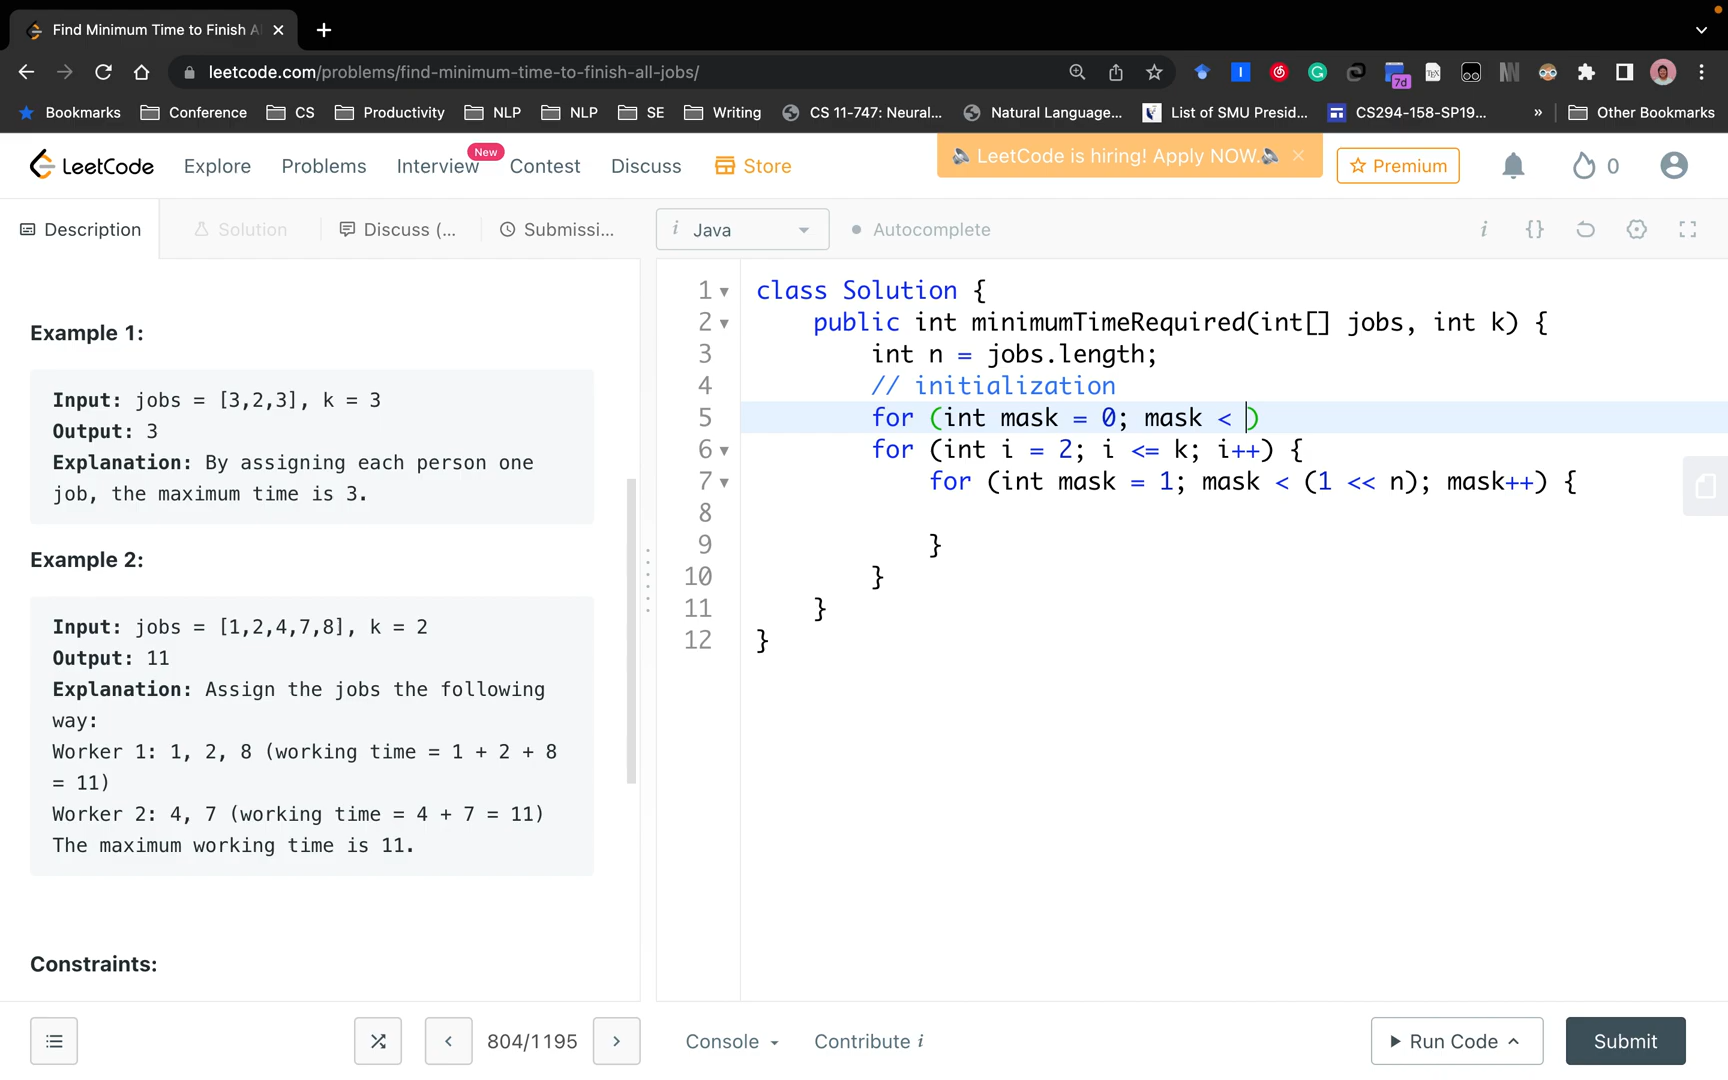 Find Minimum Time to Finish A
leetcode.com/problems/find-minimum-time-to-finish-all-jobs/
7d
Bookmarks Conference CS Productivity NLP NLP SE Writing CS 11-747: Neural... Natural Language... List of SMU Presid... CS294-158-SP19... » Other Bookmarks
LeetCode Explore Problems Interview New Contest Discuss Store LeetCode is hiring! Apply NOW. × Premium 0
Description Solution Discuss (... Submissi... i Java Autocomplete i {}
Example 1:
Input: jobs = [3,2,3], k = 3
Output: 3
Explanation: By assigning each person one
job, the maximum time is 3.
Example 2:
Input: jobs = [1,2,4,7,8], k = 2
Output: 11
Explanation: Assign the jobs the following
way:
Worker 1: 1, 2, 8 (working time = 1 + 2 + 8
= 11)
Worker 2: 4, 7 (working time = 4 + 7 = 11)
The maximum working time is 11.
Constraints:
1 class Solution {
2 public int minimumTimeRequired(int[] jobs, int k) {
3 int n = jobs.length;
4 // initialization
5 for (int mask = 0; mask < )
6 for (int i = 2; i <= k; i++) {
7 for (int mask = 1; mask < (1 << n); mask++) {
8
9 }
10 }
11 }
12 }
804/1195 Console Contribute i Run Code Submit